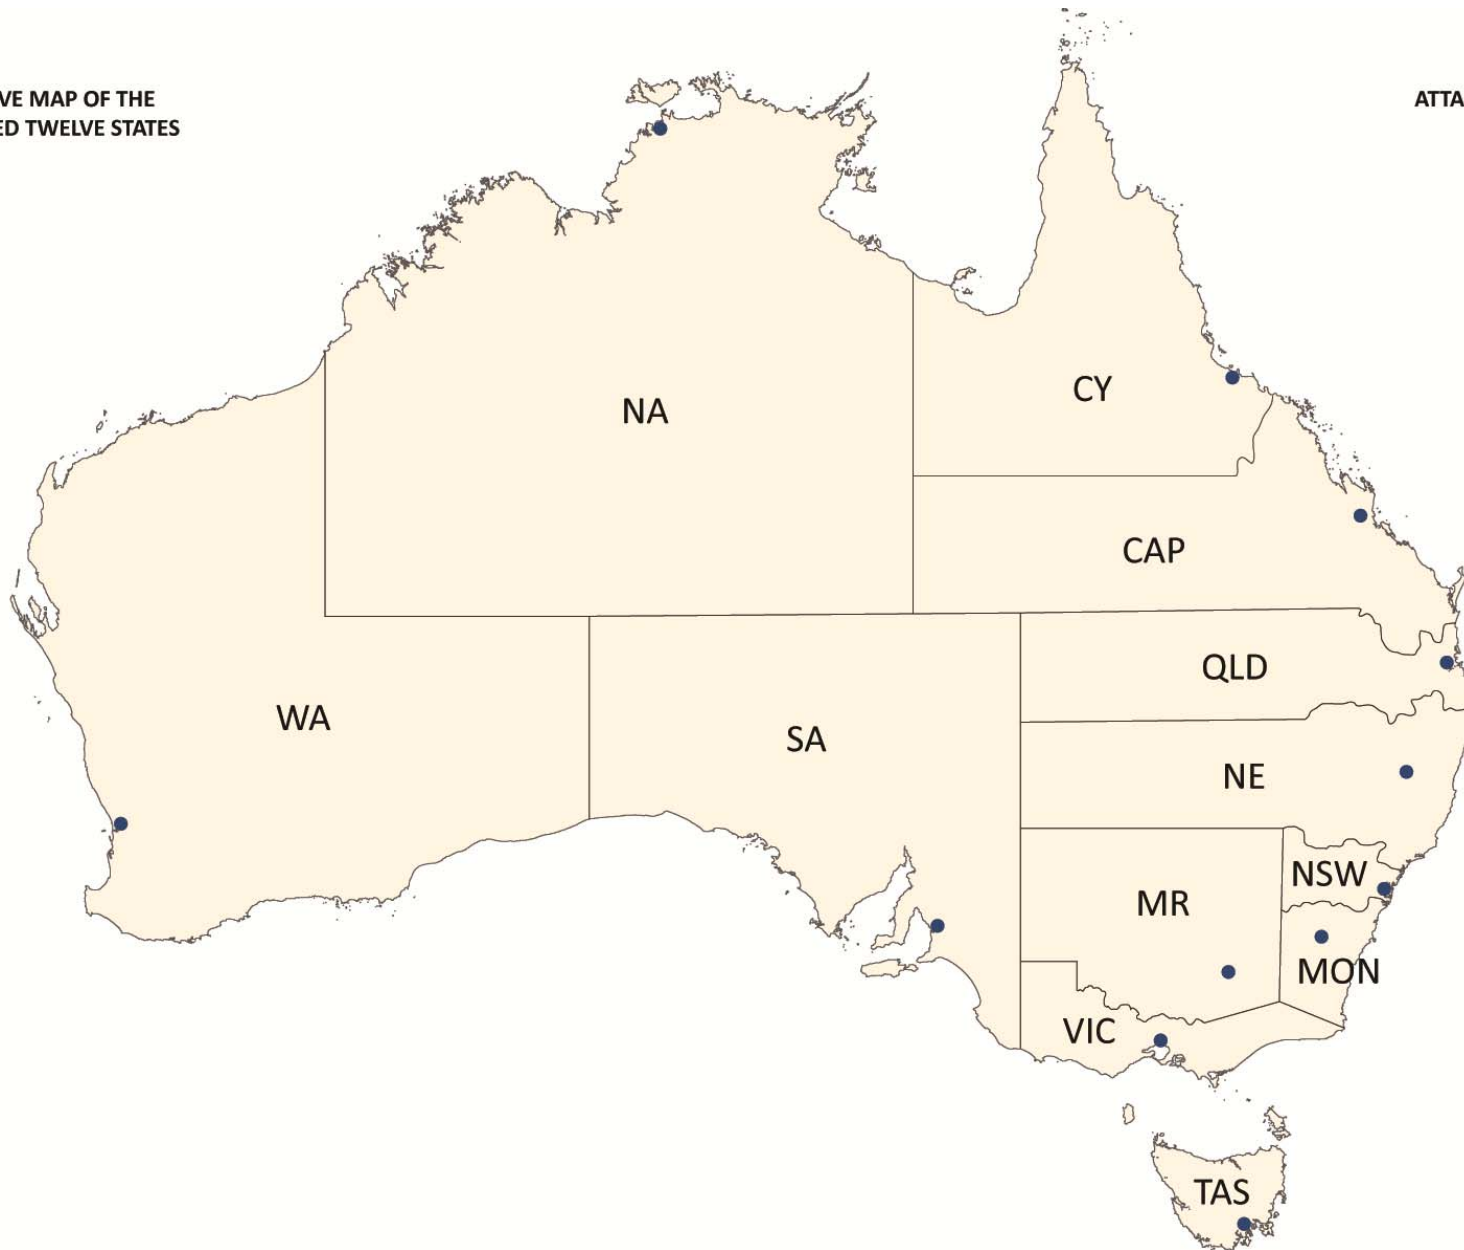 VE MAP OF THE
ED TWELVE STATES
ATTA
NA
CY
CAP
QLD
WA
SA
NE
NSW
MR
MON
VIC
TAS